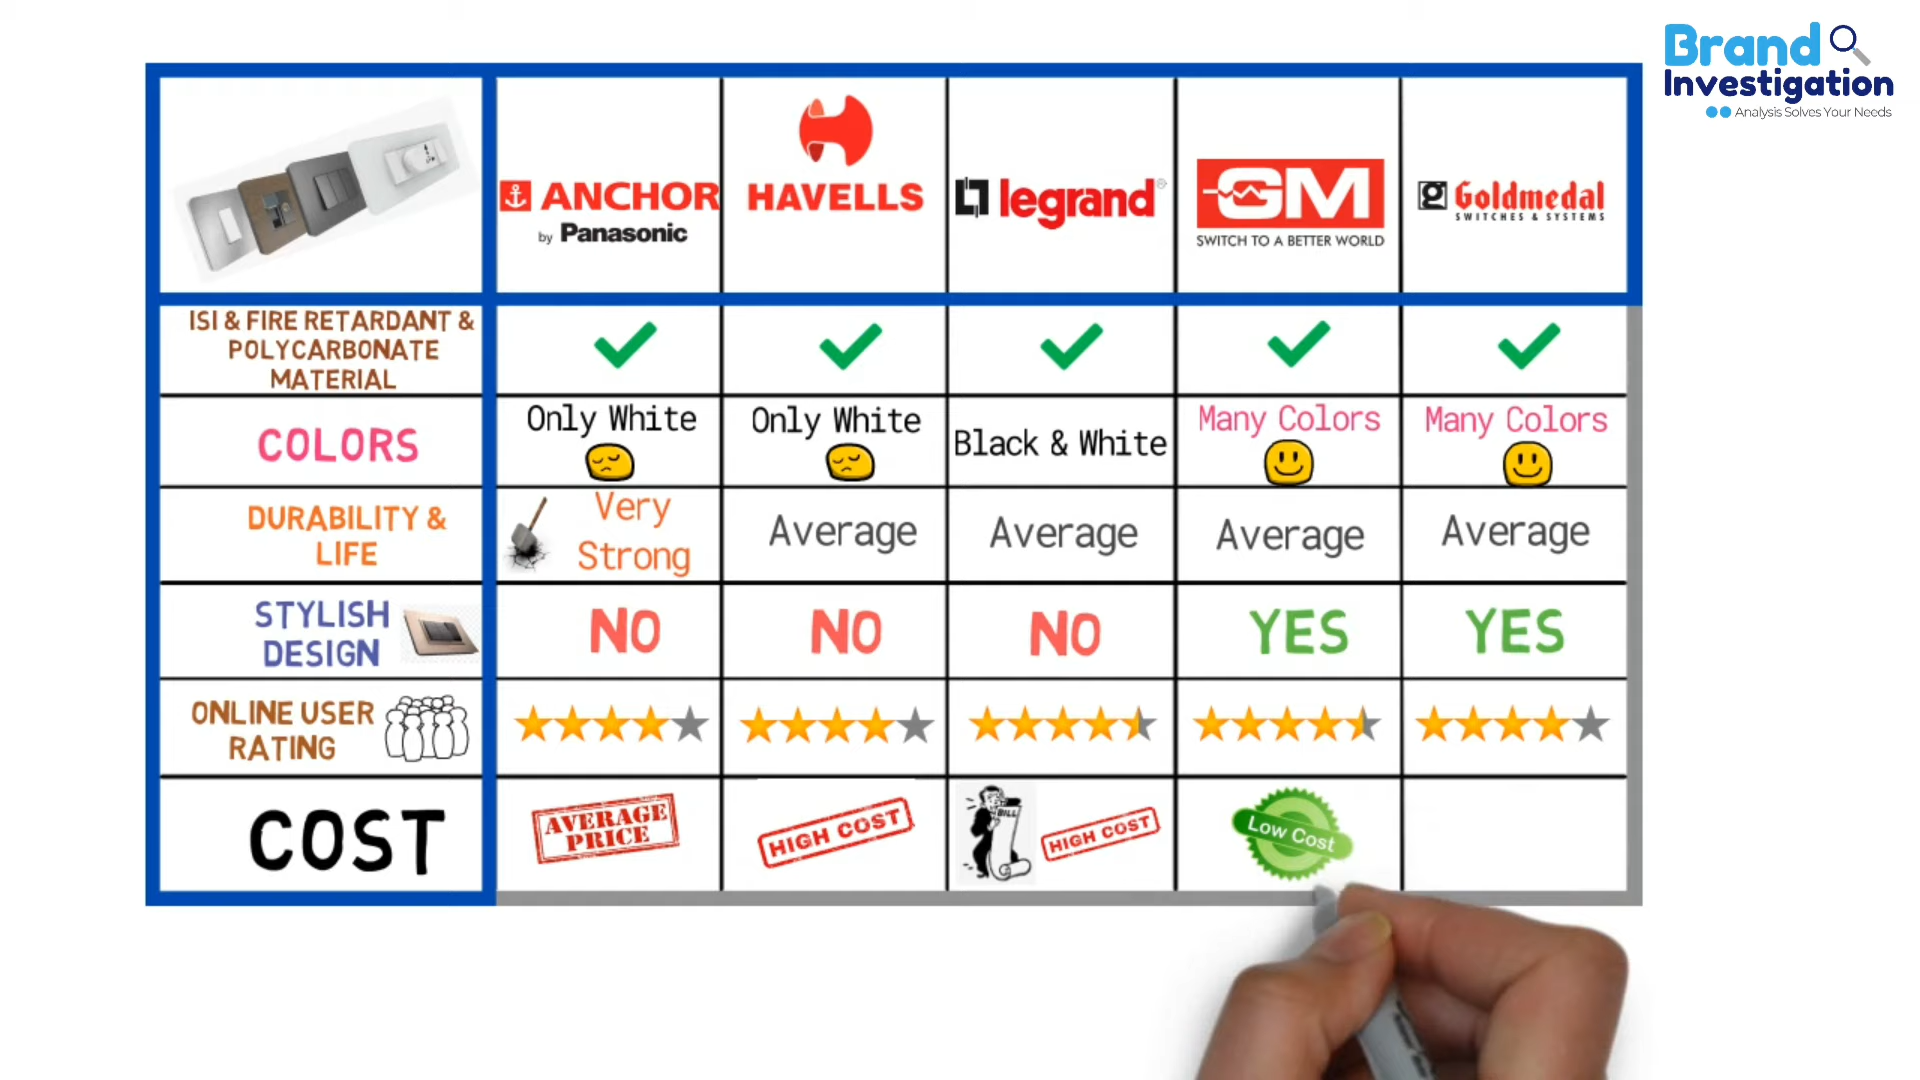 Brand
Investigation
Analysis Solves Your Needs
ANCHOR
by Panasonic
HAVELLS
legrand®
GM
SWITCH TO A BETTER WORLD
g Goldmedal
SWITCHES & SYSTEMS
ISI & FIRE RETARDANT &
POLYCARBONATE
MATERIAL
COLORS
Only White
Only White
Black & White
Many Colors
Many Colors
DURABILITY &
LIFE
Very
Strong
Average
Average
Average
Average
STYLISH
DESIGN
NO
NO
NO
YES
YES
ONLINE USER
RATING
COST
AVERAGE
PRICE
HIGH COST
BILL
HIGH COST
Low Cost